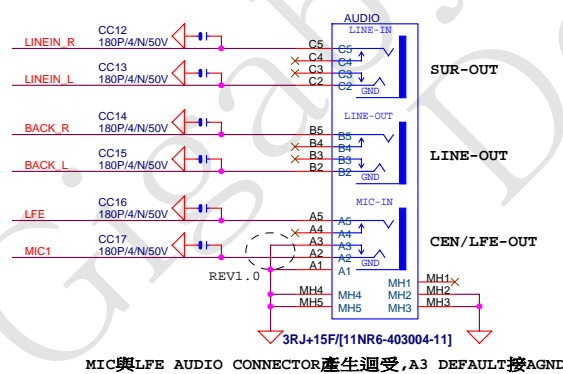 AUDIO
CC12
180P/4/N/50V
LINEIN_R
C5
C5
LINE-IN
C4
C4
CC13
180P/4/N/50V
C3
C3
LINEIN_L
C2
C2
GND
SUR-OUT
CC14
180P/4/N/50V
BACK_R
B5
B5
LINE-OUT
B4
B4
CC15
180P/4/N/50V
B3
B3
BACK_L
B2
B2
GND
LINE-OUT
CC16
180P/4/N/50V
LFE
A5
A5
MIC-IN
A4
A4
CC17
180P/4/N/50V
A3
A3
MIC1
A2
A2
GND
A1
A1
CEN/LFE-OUT
REV1.0
MH4
MH4
MH5
MH5
MH1
MH1
MH2
MH2
MH3
MH3
3RJ+15F/[11NR6-403004-11]
MIC與LFE AUDIO CONNECTOR產生迴受,A3 DEFAULT接AGND
Gigab
D